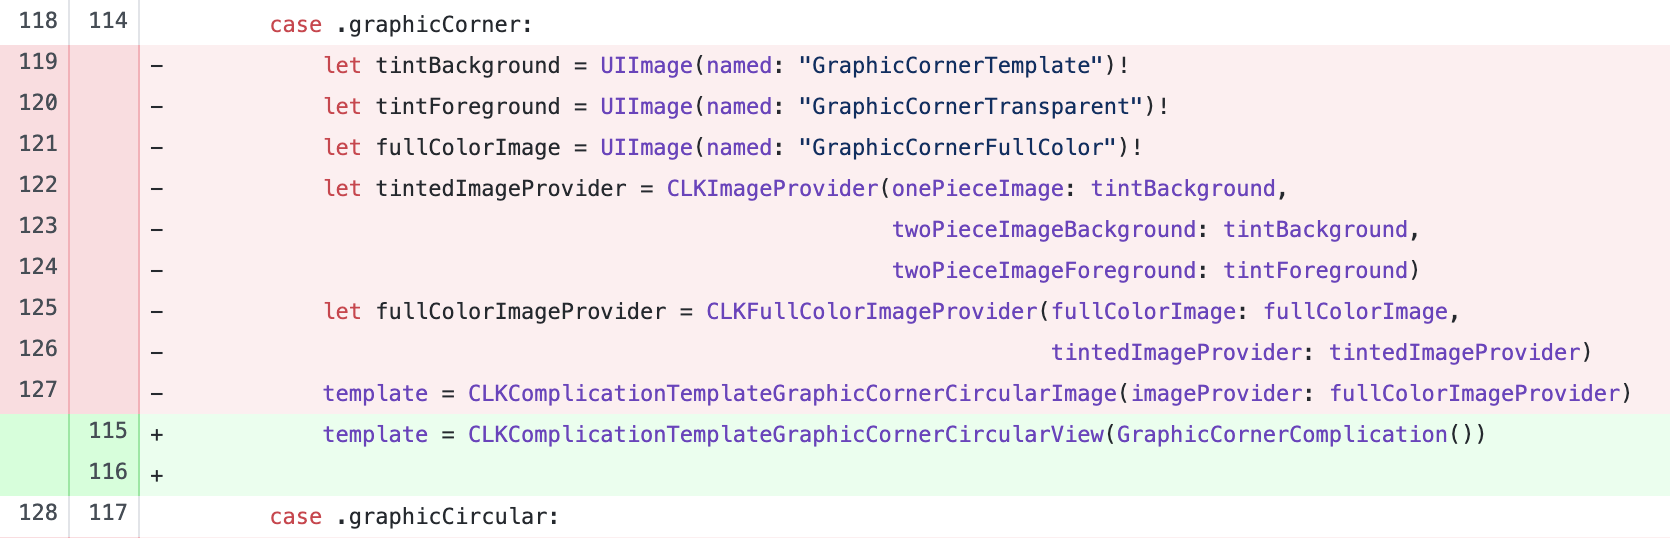 118 114 case .graphicCorner:
119 - let tintBackground = UIImage(named: "GraphicCornerTemplate")!
120 - let tintForeground = UIImage(named: "GraphicCornerTransparent")!
121 - let fullColorImage = UIImage(named: "GraphicCornerFullColor")!
122 - let tintedImageProvider = CLKImageProvider(onePieceImage: tintBackground,
123 - twoPieceImageBackground: tintBackground,
124 - twoPieceImageForeground: tintForeground)
125 - let fullColorImageProvider = CLKFullColorImageProvider(fullColorImage: fullColorImage,
126 - tintedImageProvider: tintedImageProvider)
127 - template = CLKComplicationTemplateGraphicCornerCircularImage(imageProvider: fullColorImageProvider)
115 + template = CLKComplicationTemplateGraphicCornerCircularView(GraphicCornerComplication())
116 +
128 117 case .graphicCircular: